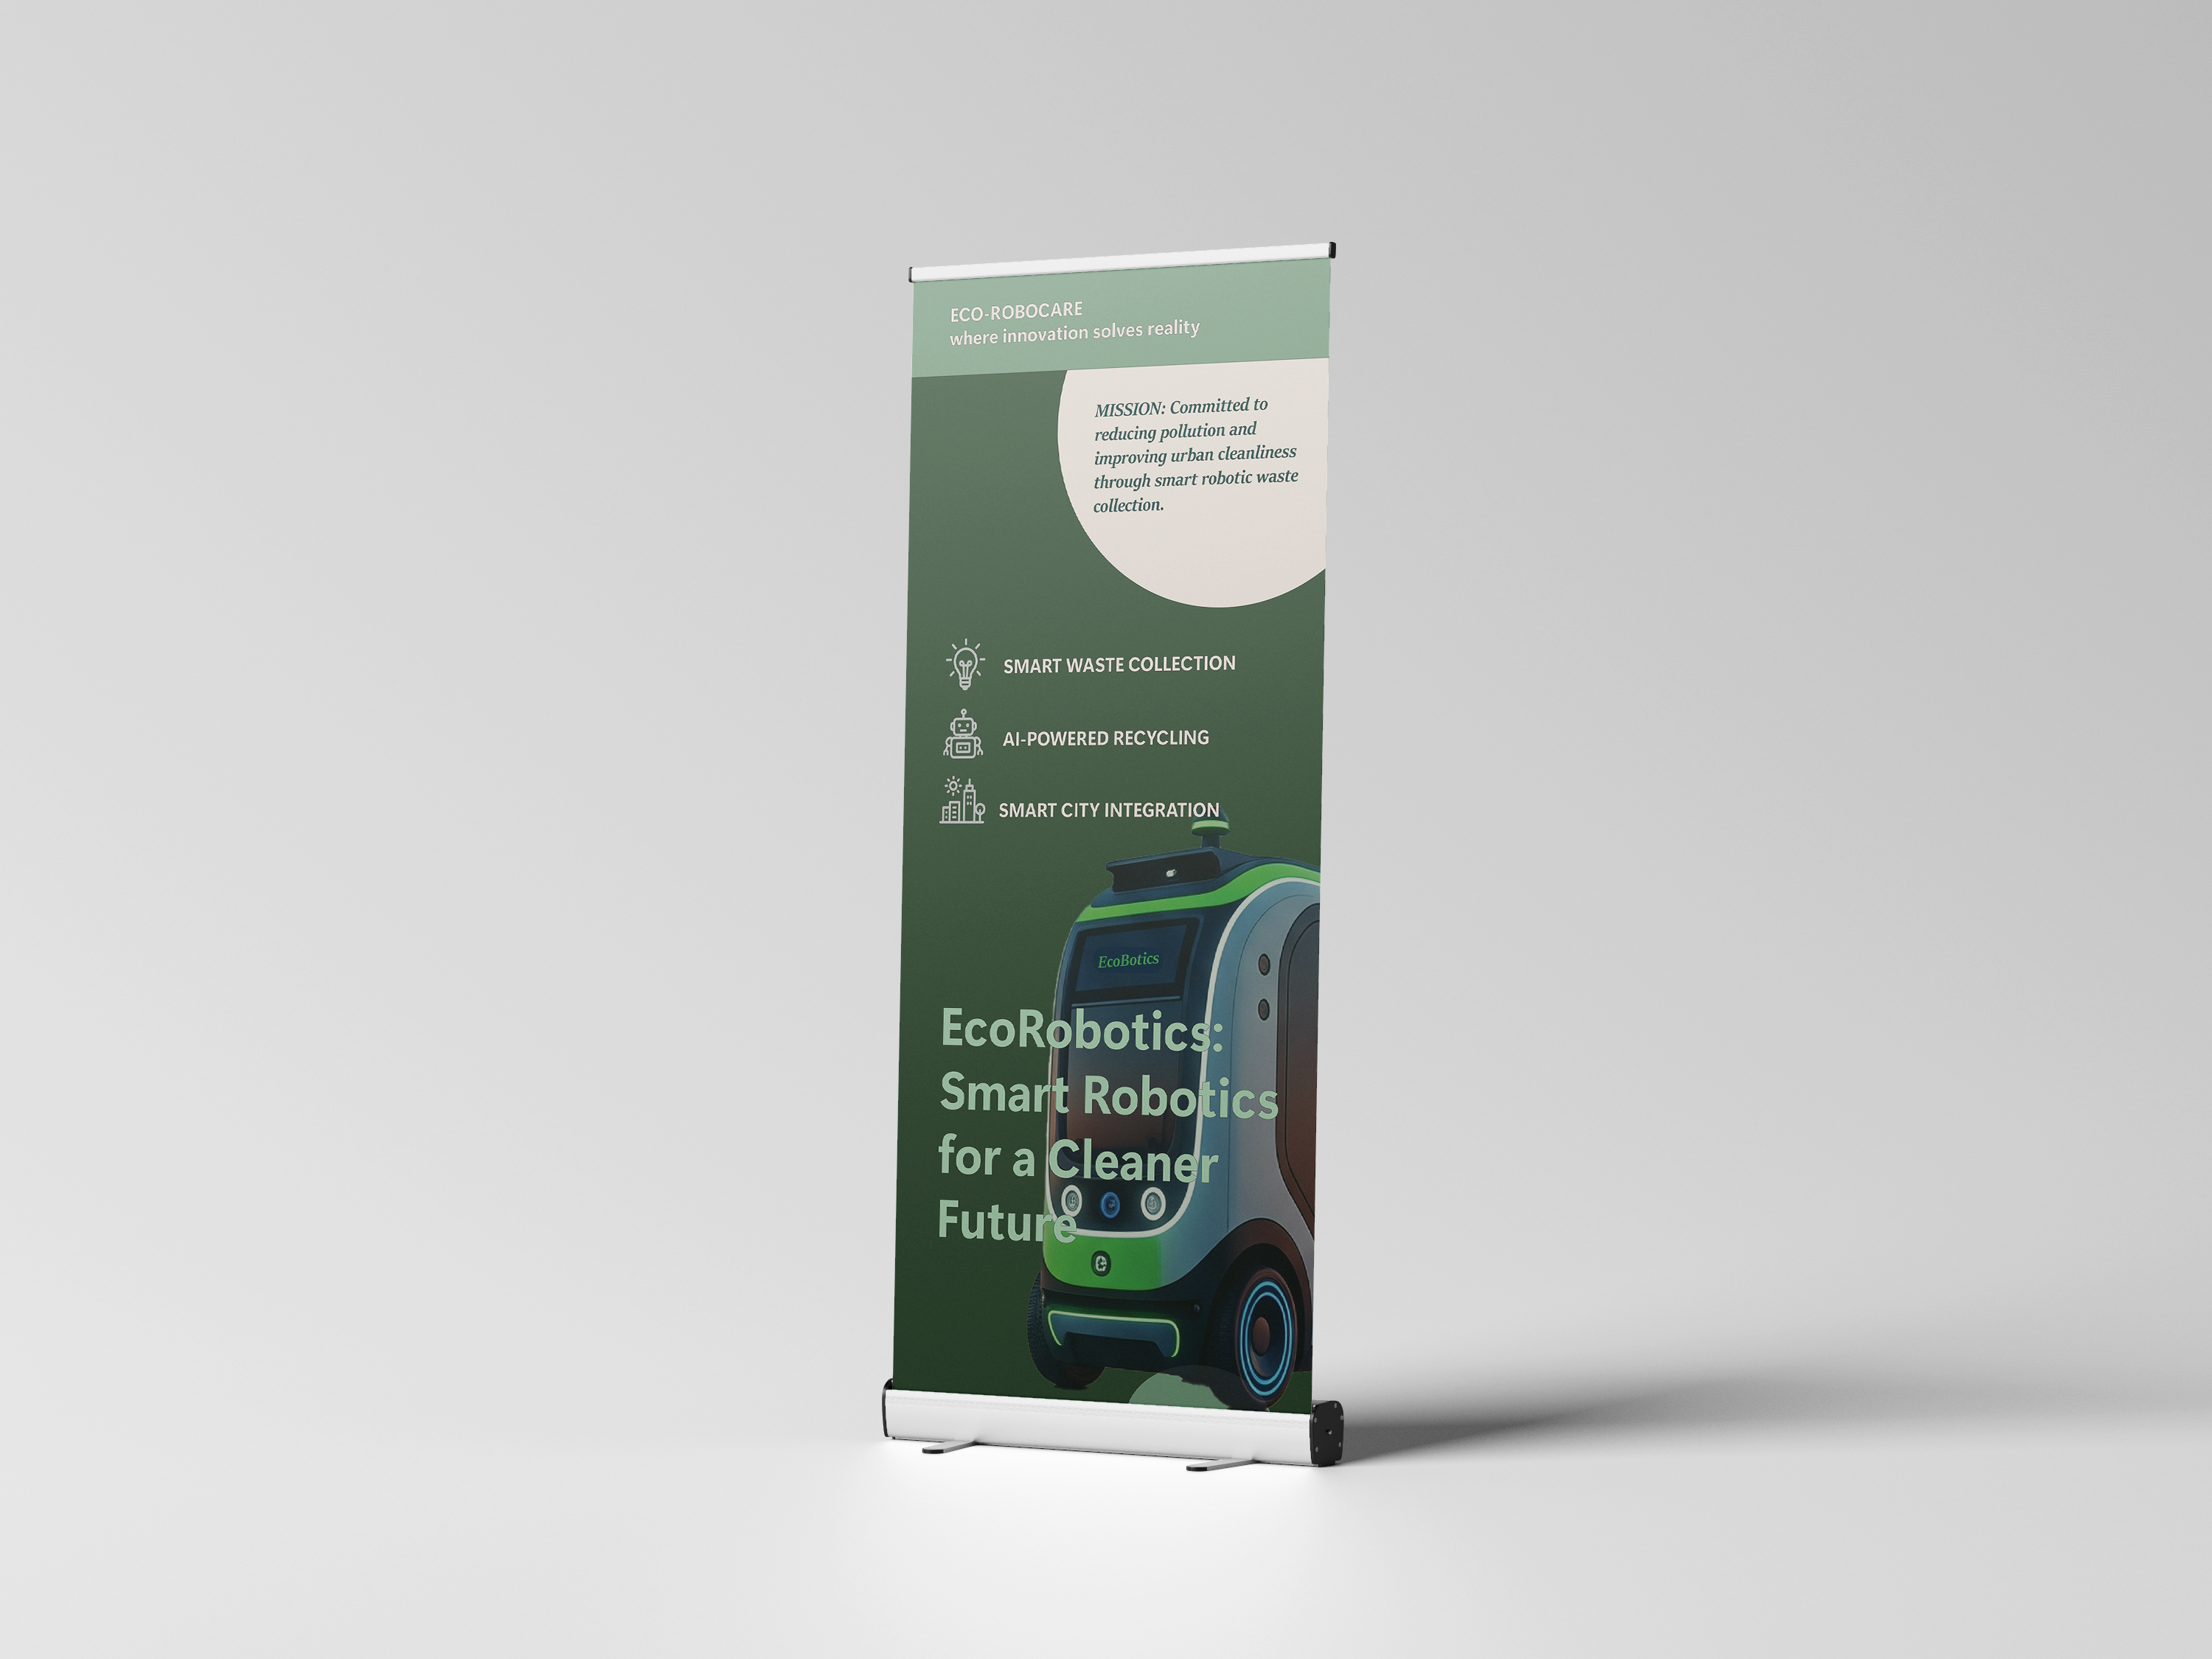 ECO-ROBOCARE
where innovation solves reality
MISSION: Committed to
reducing pollution and
improving urban cleanliness
through smart robotic waste
collection.
SMART WASTE COLLECTION
AI-POWERED RECYCLING
SMART CITY INTEGRATION
EcoBotics
EcoRobotics:
Smart Robotics
for a Cleaner
Future